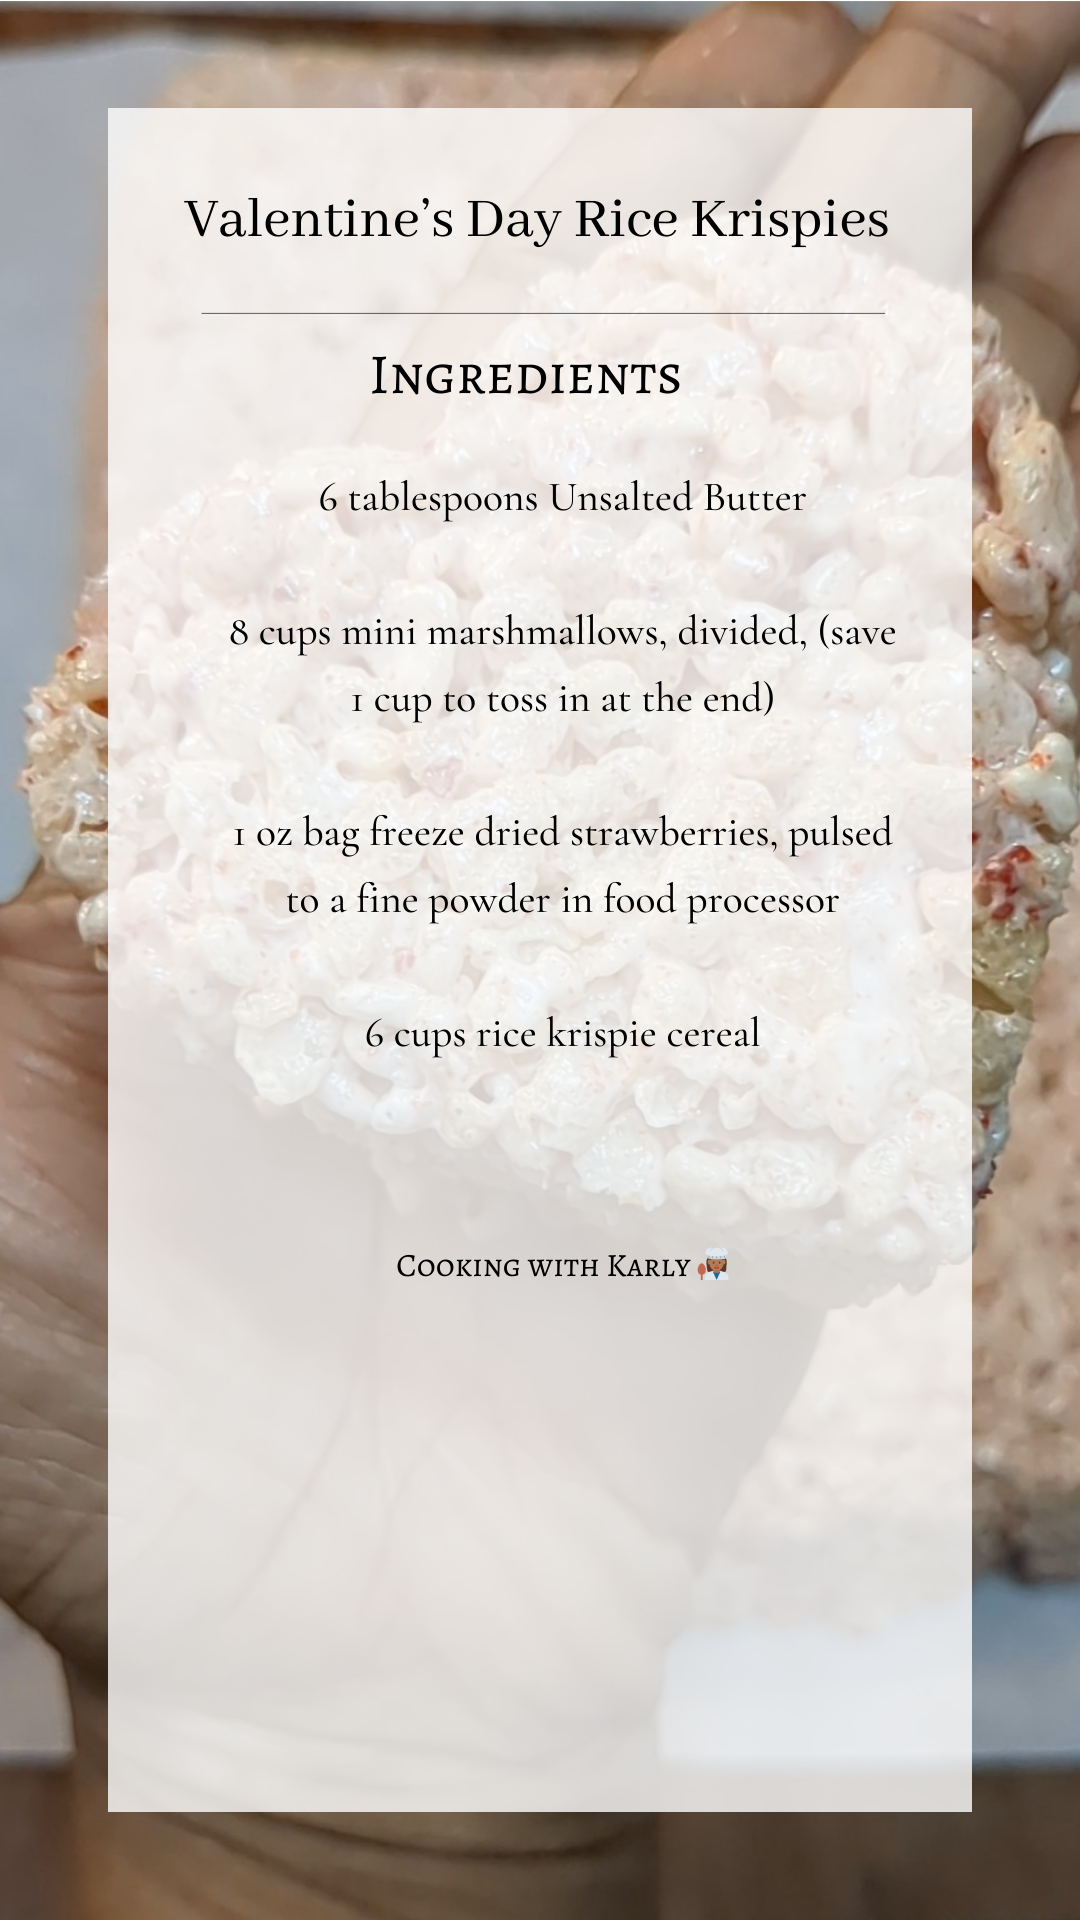 Valentine’s Day Rice Krispies
Ingredients
6 tablespoons Unsalted Butter
8 cups mini marshmallows, divided, (save
1 cup to toss in at the end)
1 oz bag freeze dried strawberries, pulsed
to a fine powder in food processor
6 cups rice krispie cereal
Cooking with Karly 👩🏾‍🍳